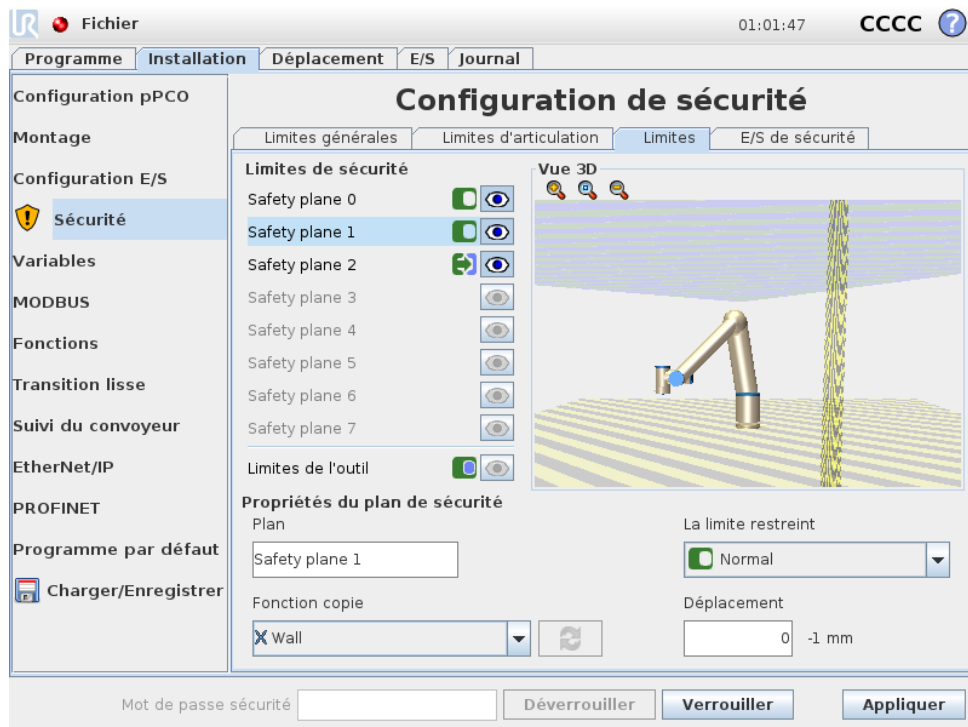 UR Fichier 01:01:47 CCCC ?
Programme Installation Déplacement E/S Journal
Configuration pPCO
Montage
Configuration E/S
Sécurité
Variables
MODBUS
Fonctions
Transition lisse
Suivi du convoyeur
EtherNet/IP
PROFINET
Programme par défaut
Charger/Enregistrer
Configuration de sécurité
Limites générales Limites d'articulation Limites E/S de sécurité
Limites de sécurité
Safety plane 0
Safety plane 1
Safety plane 2
Safety plane 3
Safety plane 4
Safety plane 5
Safety plane 6
Safety plane 7
Limites de l'outil
Vue 3D
Propriétés du plan de sécurité
Plan
Safety plane 1
La limite restreint
Normal
Fonction copie
Wall
Déplacement
0 -1 mm
Mot de passe sécurité Déverrouiller Verrouiller Appliquer